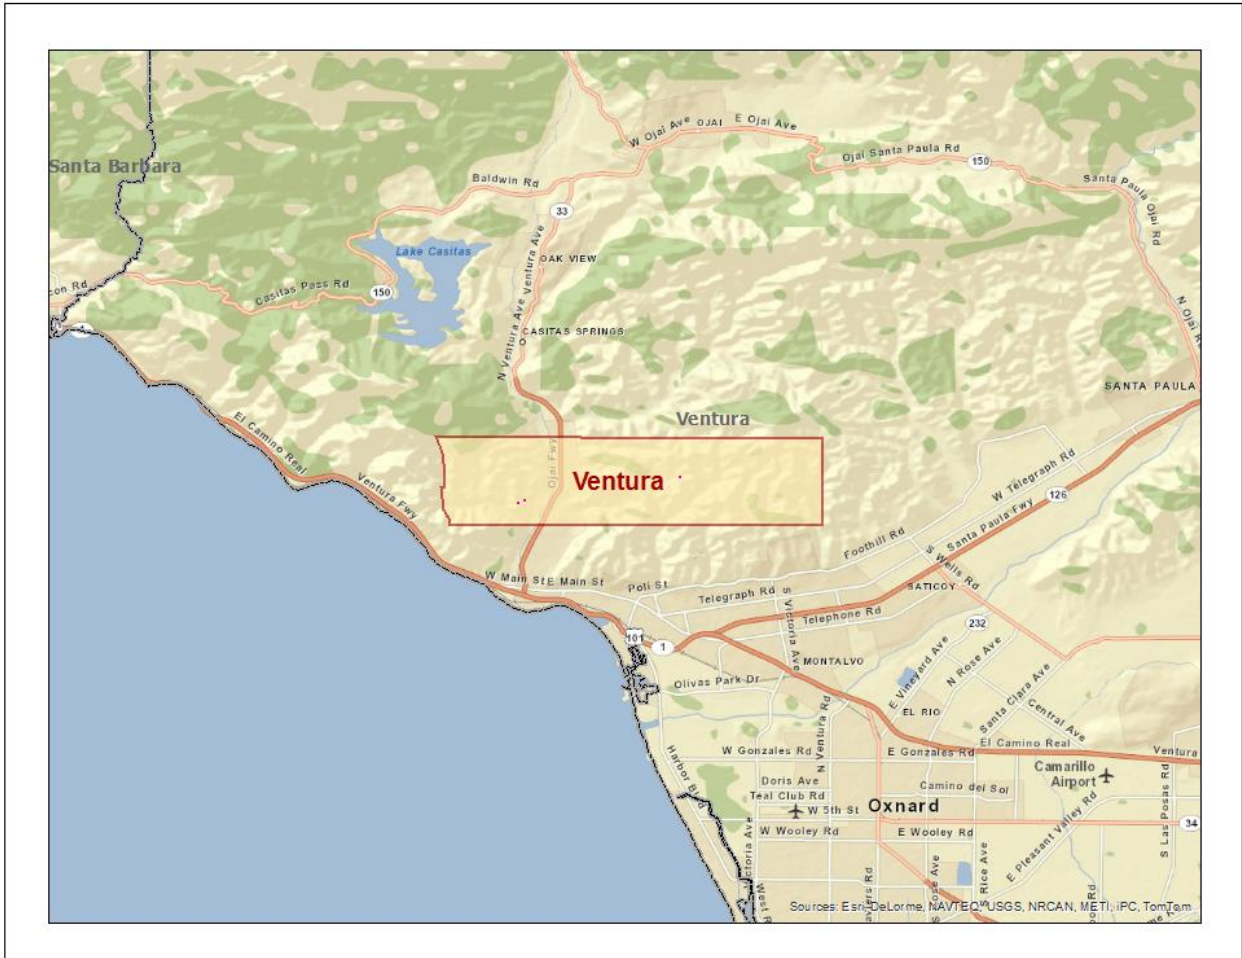 W Ojai Ave
OJAI
E Ojai Ave
Ojai Santa Paula Rd
150
Santa Barbara
Baldwin Rd
Santa Paula Ojai Rd
33
Lake Casitas
OAK VIEW
N Ventura Ave Ventura Ave
Casitas Pass Rd
150
N Ojai
CASITAS SPRINGS
SANTA PAULA
Ventura
El Camino Real
Ojai Fwy
Ventura
Ventura Fwy
W Telegraph Rd
126
Santa Paula Fwy
Foothill Rd
S Wells Rd
W Main St
E Main St
Poli St
Telegraph Rd
S Victoria Ave
SATICOY
Telephone Rd
232
101
1
MONTALVO
E Vineyard Ave
N Rose Ave
Santa Clara Ave
Olivas Park Dr
EL RIO
Central Ave
N Ventura Rd
Harbor Blvd
W Gonzales Rd
E Gonzales Rd
El Camino Real
Ventura
Camarillo
Airport
Doris Ave
Teal Club Rd
Camino del Sol
W 5th St
Oxnard
W Wooley Rd
E Wooley Rd
E Pleasant Valley Rd
S Las Posas Rd
34
S Rice Ave
Sources: Esri, DeLorme, NAVTEQ, USGS, NRCAN, METI, iPC, TomTom